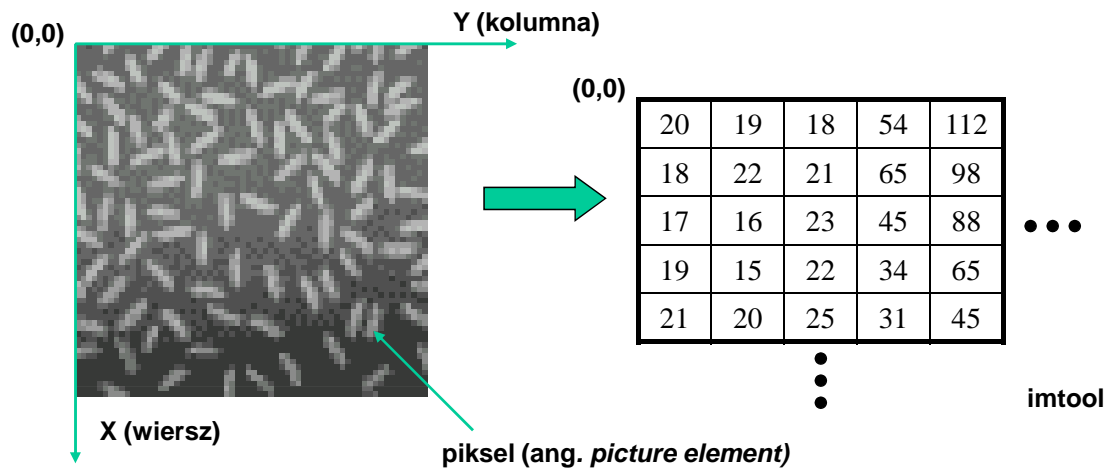 (0,0)
Y (kolumna)
(0,0)
20 19 18 54 112
18 22 21 65 98
17 16 23 45 88
19 15 22 34 65
21 20 25 31 45
imtool
X (wiersz)
piksel (ang. picture element)